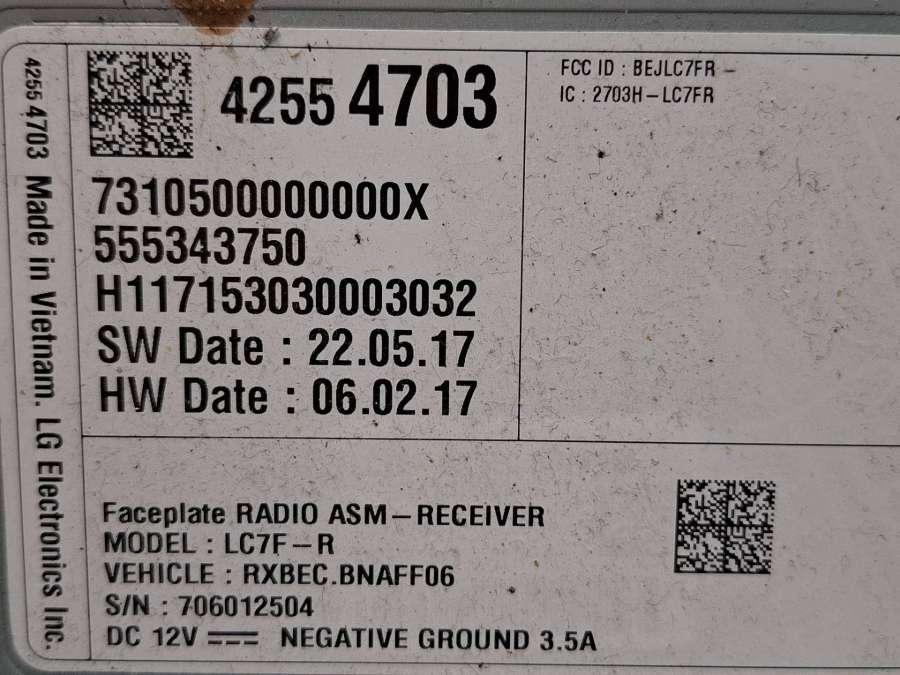 4255 4703
7310500000000X
555343750
H117153030003032
SW Date : 22.05.17
HW Date : 06.02.17
FCC ID : BEJLC7FR –
IC : 2703H–LC7FR
Faceplate RADIO ASM–RECEIVER
MODEL : LC7F–R
VEHICLE : RXBEC.BNAFF06
S/N : 706012504
DC 12V ⎓ NEGATIVE GROUND 3.5A
4255 4703 Made in Vietnam. LG Electronics Inc.